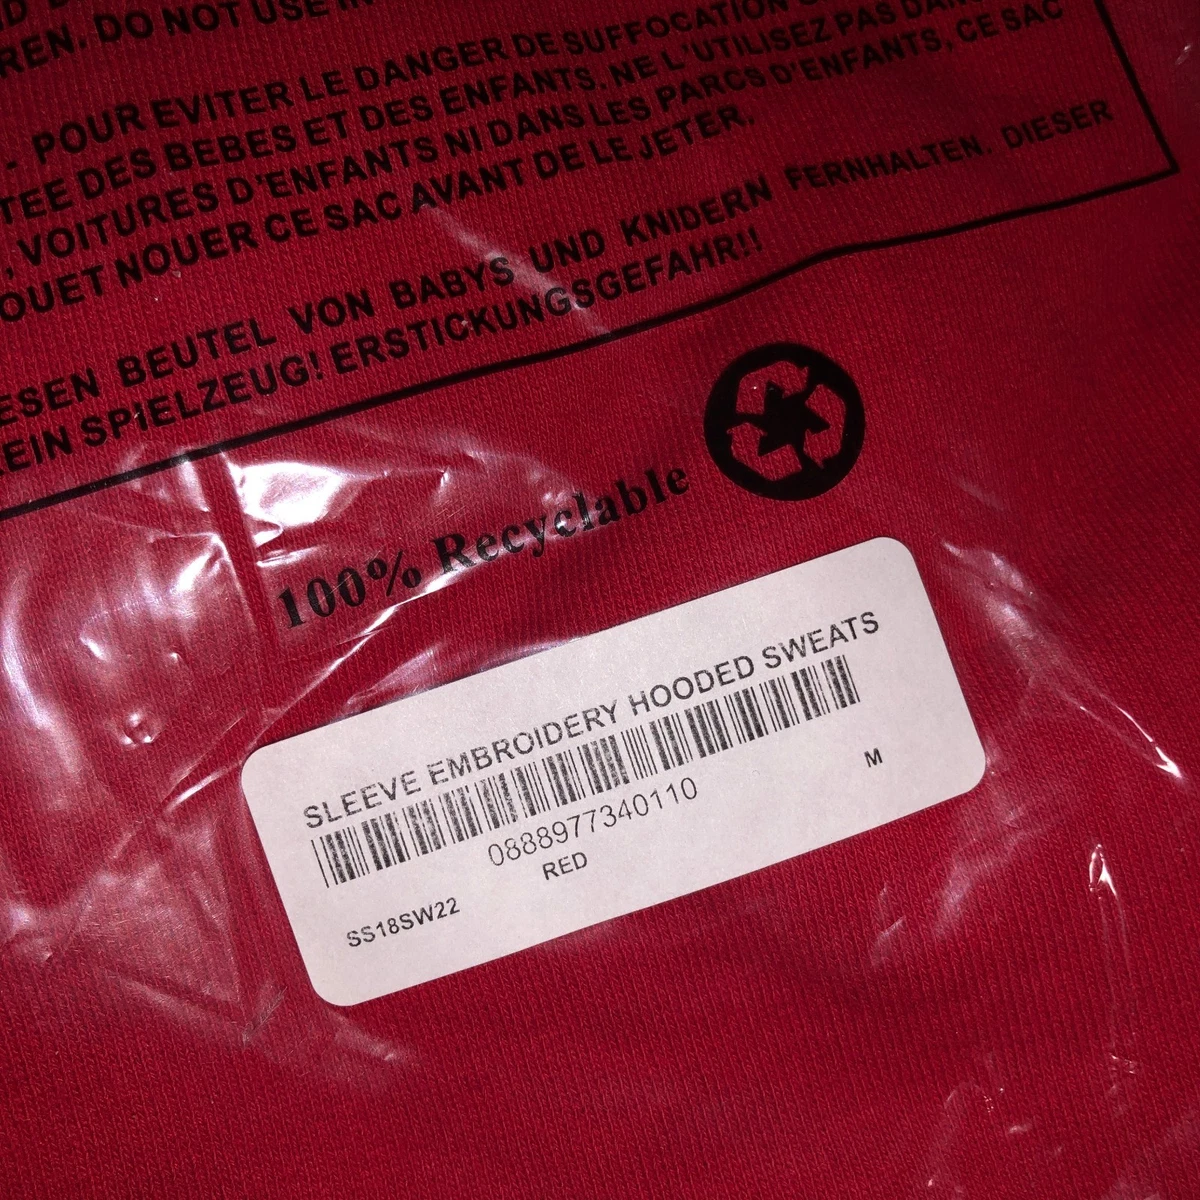 REN. DO NOT USE IN
- POUR EVITER LE DANGER DE SUFFOCATION
TEE DES BEBES ET DES ENFANTS. NE L'UTILISEZ PAS DAN
, VOITURES D'ENFANTS NI DANS LES PARCS D'ENFANTS, CE SAC
OUET NOUER CE SAC AVANT DE LE JETER.
ESEN BEUTEL VON BABYS UND KNIDERN FERNHALTEN. DIESER
EIN SPIELZEUG! ERSTICKUNGSGEFAHR!!
100% Recyclable
SLEEVE EMBROIDERY HOODED SWEATS
0888977340110
M
RED
SS18SW22